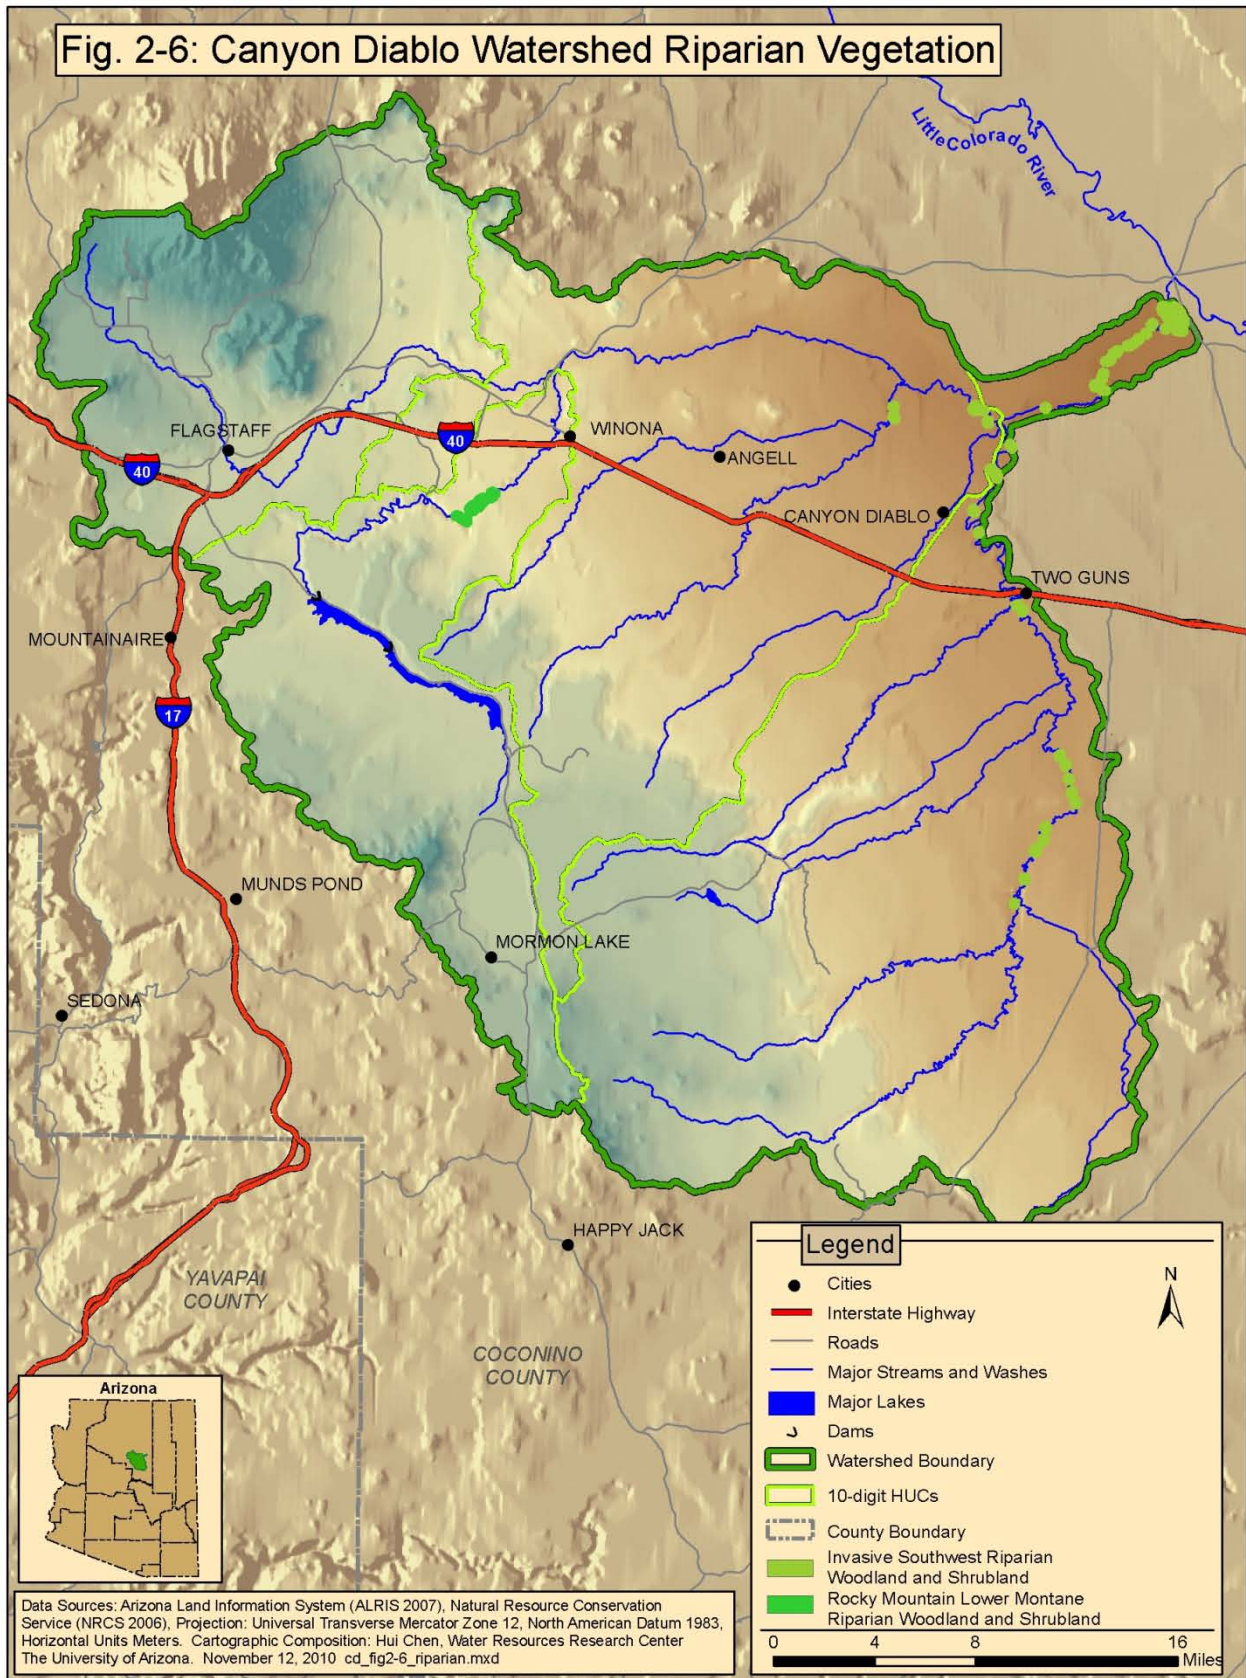 Fig. 2-6: Canyon Diablo Watershed Riparian Vegetation
LittleColorado River
FLAGSTAFF
40
40
WINONA
ANGELL
CANYON DIABLO
TWO GUNS
MOUNTAINAIRE
17
MUNDS POND
MORMON LAKE
SEDONA
HAPPY JACK
YAVAPAI
COUNTY
COCONINO
COUNTY
Arizona
Legend
Cities
Interstate Highway
Roads
Major Streams and Washes
Major Lakes
Dams
Watershed Boundary
10-digit HUCs
County Boundary
Invasive Southwest Riparian
Woodland and Shrubland
Rocky Mountain Lower Montane
Riparian Woodland and Shrubland
N
0 4 8 16
Miles
Data Sources: Arizona Land Information System (ALRIS 2007), Natural Resource Conservation
Service (NRCS 2006), Projection: Universal Transverse Mercator Zone 12, North American Datum 1983,
Horizontal Units Meters. Cartographic Composition: Hui Chen, Water Resources Research Center
The University of Arizona. November 12, 2010 cd_fig2-6_riparian.mxd